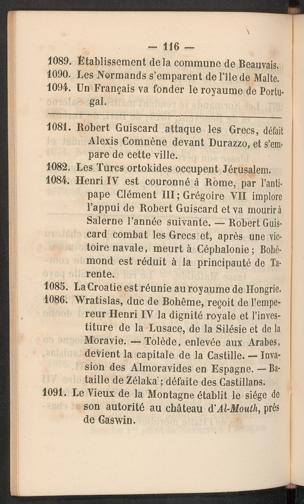 — 116 —
1089. Établissement de la commune de Beauvais.
1090. Les Normands s'emparent de l'île de Malte.
1094. Un Français va fonder le royaume de Portu-
gal.
1081. Robert Guiscard attaque les Grecs, défait
Alexis Comnène devant Durazzo, et s'em-
pare de cette ville.
1082. Les Turcs ortokides occupent Jérusalem.
1084. Henri IV est couronné à Rome, par l'anti-
pape Clément III; Grégoire VII implore
l'appui de Robert Guiscard et va mourir à
Salerne l'année suivante. — Robert Guis-
card combat les Grecs et, après une vic-
toire navale, meurt à Céphalonie; Bohé-
mond est réduit à la principauté de Ta-
rente.
1085. La Croatie est réunie au royaume de Hongrie.
1086. Wratislas, duc de Bohême, reçoit de l'empe-
reur Henri IV la dignité royale et l'inves-
titure de la Lusace, de la Silésie et de la
Moravie. — Tolède, enlevée aux Arabes,
devient la capitale de la Castille. — Inva-
sion des Almoravides en Espagne. — Ba-
taille de Zélaka; défaite des Castillans.
1091. Le Vieux de la Montagne établit le siége de
son autorité au château d'Al-Mouth, près
de Gaswin.